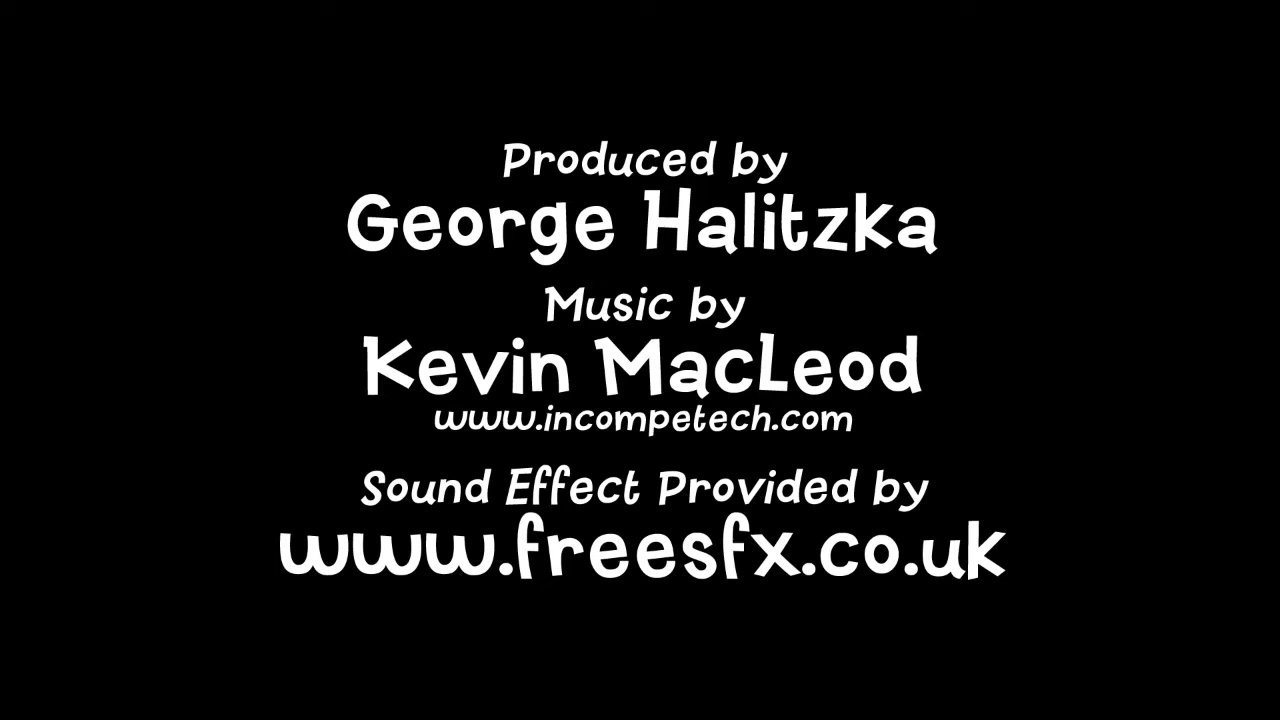 Produced by
George Halitzka
Music by
Kevin MacLeod
www.incompetech.com
Sound Effect Provided by
www.freesfx.co.uk